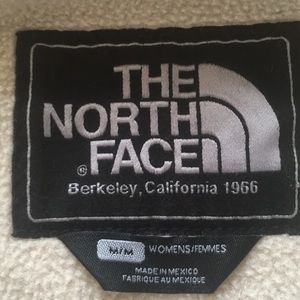 THE
NORTH
FACE
®
Berkeley, California 1966
M/M WOMENS/FEMMES
MADE IN MEXICO
FABRIQUE AU MEXIQUE